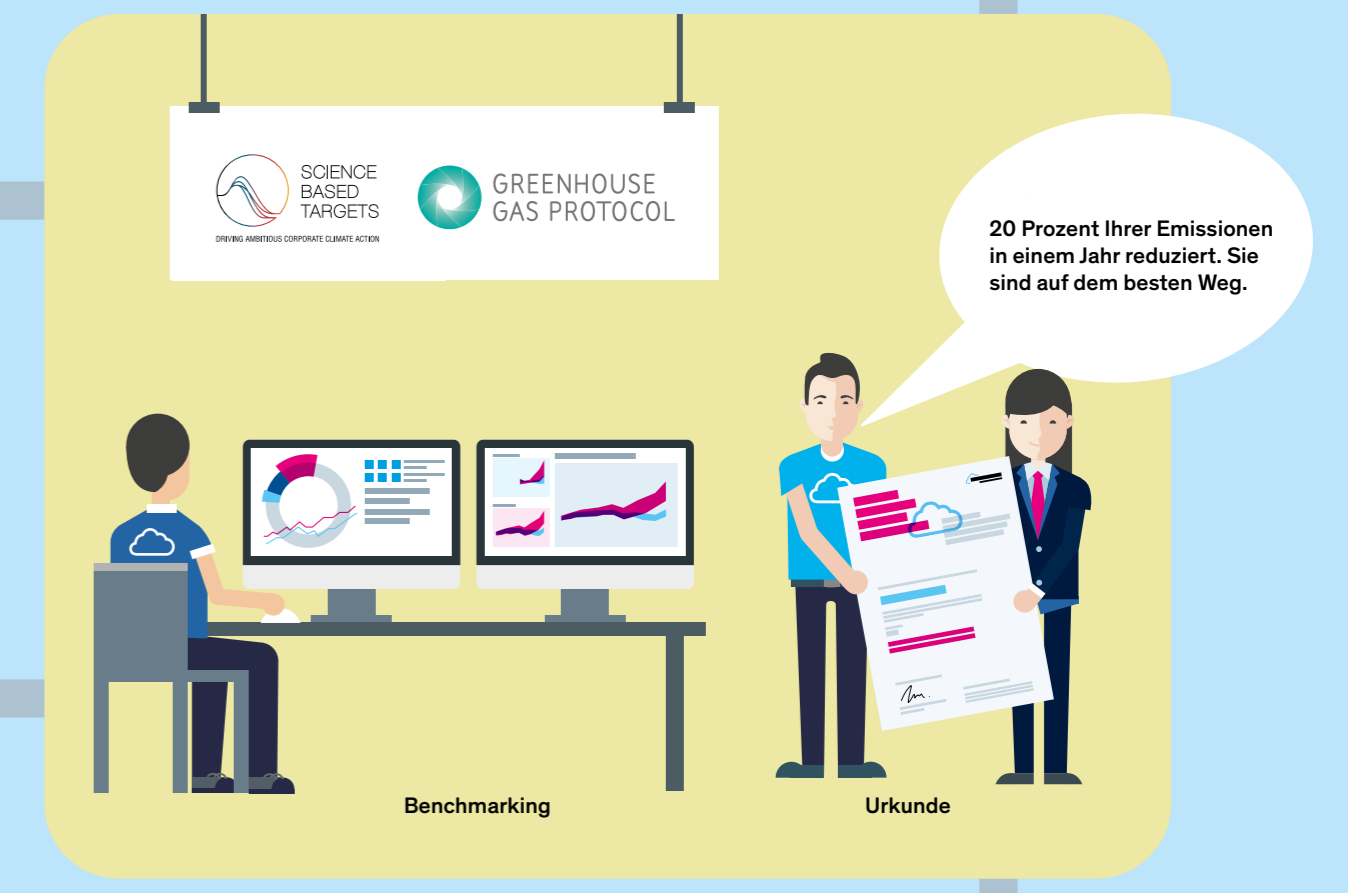 SCIENCE
BASED
TARGETS
DRIVING AMBITIOUS CORPORATE CLIMATE ACTION
GREENHOUSE
GAS PROTOCOL
20 Prozent Ihrer Emissionen
in einem Jahr reduziert. Sie
sind auf dem besten Weg.
Benchmarking
Urkunde